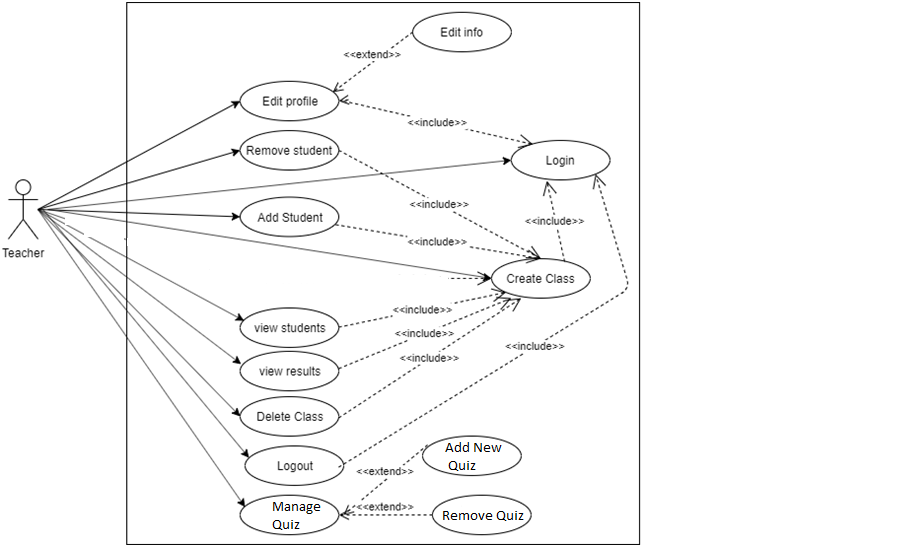 Edit info
<<extend>>
Edit profile
<<include>>
Remove student
Login
<<include>>
Add Student
<<include>>
<<include>>
Teacher
Create Class
<<include>>
view students
<<include>>
<<include>>
<<include>>
view results
Delete Class
Add New
Quiz
Logout
<<extend>>
Manage
Quiz
<<extend>>
Remove Quiz